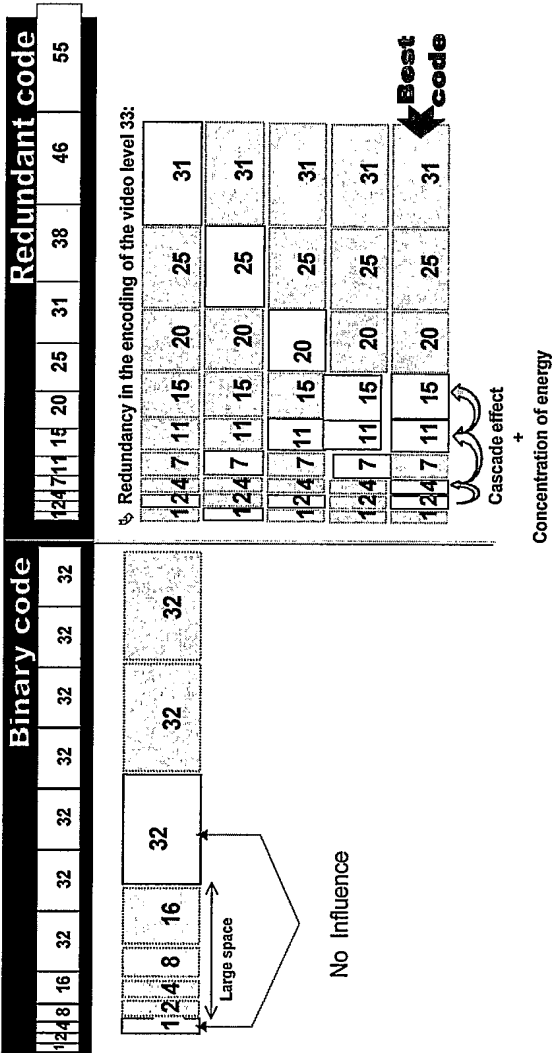 Binary code
1 2 4 8 16 32 32 32 32 32 32 32
1 2 4 8 16 32 32 32
Large space
No Influence
Redundant code
1 2 4 7 11 15 20 25 31 38 46 55
Redundancy in the encoding of the video level 33:
1 2 4 7 11 15 20 25 31
1 2 4 7 11 15 20 25 31
1 2 4 7 11 15 20 25 31
1 2 4 7 11 15 20 25 31
1 2 4 7 11 15 20 25 31
Best
code
Cascade effect
+
Concentration of energy